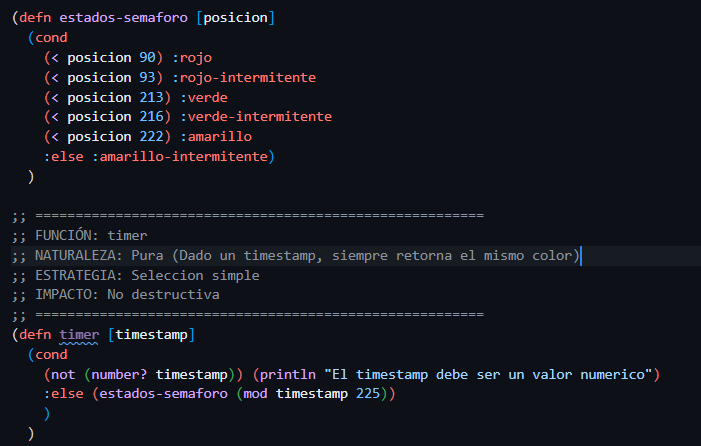 (defn estados-semaforo [posicion]
(cond
(< posicion 90) :rojo
(< posicion 93) :rojo-intermitente
(< posicion 213) :verde
(< posicion 216) :verde-intermitente
(< posicion 222) :amarillo
:else :amarillo-intermitente)
)
;; ========================================================
;; FUNCIÓN: timer
;; NATURALEZA: Pura (Dado un timestamp, siempre retorna el mismo color)
;; ESTRATEGIA: Seleccion simple
;; IMPACTO: No destructiva
;; ========================================================
(defn timer [timestamp]
(cond
(not (number? timestamp)) (println "El timestamp debe ser un valor numerico")
:else (estados-semaforo (mod timestamp 225))
)
)